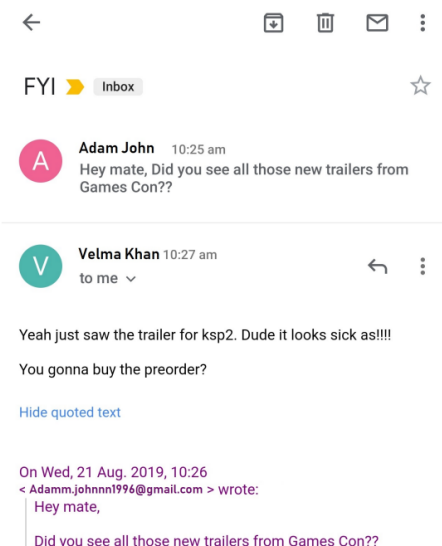 FYI Inbox
A
Adam John 10:25 am
Hey mate, Did you see all those new trailers from
Games Con??
V
Velma Khan 10:27 am
to me
Yeah just saw the trailer for ksp2. Dude it looks sick as!!!!
You gonna buy the preorder?
Hide quoted text
On Wed, 21 Aug. 2019, 10:26
< Adamm.johnnn1996@gmail.com > wrote:
Hey mate,
Did you see all those new trailers from Games Con??